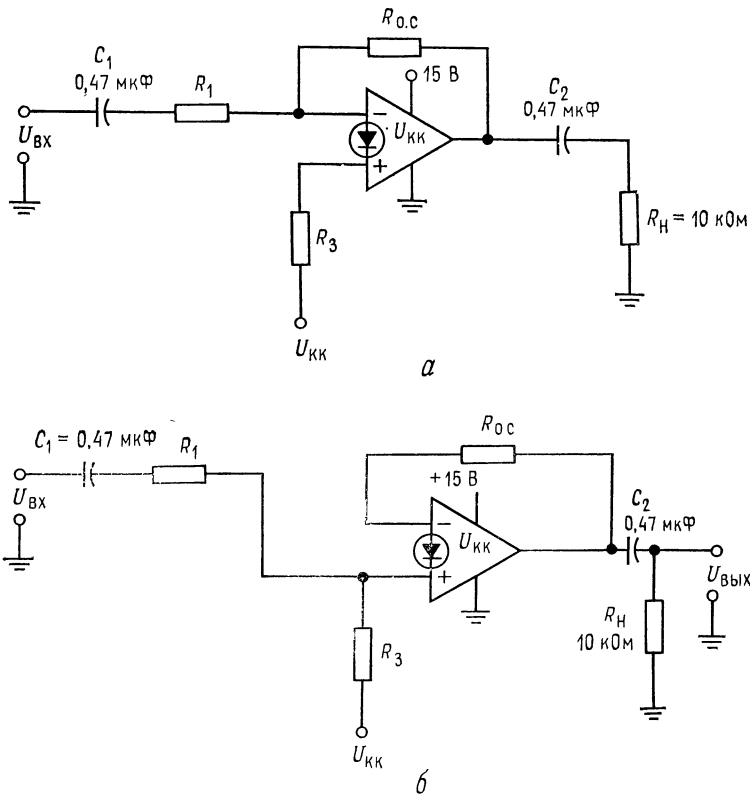 Rо.с
C1
0,47 мкФ
R1
15 В
C2
0,47 мкФ
Uвх
−
Uкк
+
R3
Rн = 10 кОм
Uкк
а
Rос
C1 = 0,47 мкФ
R1
+15 В
C2
0,47 мкФ
Uвх
−
Uкк
+
Uвых
R3
Rн
10 кОм
Uкк
б